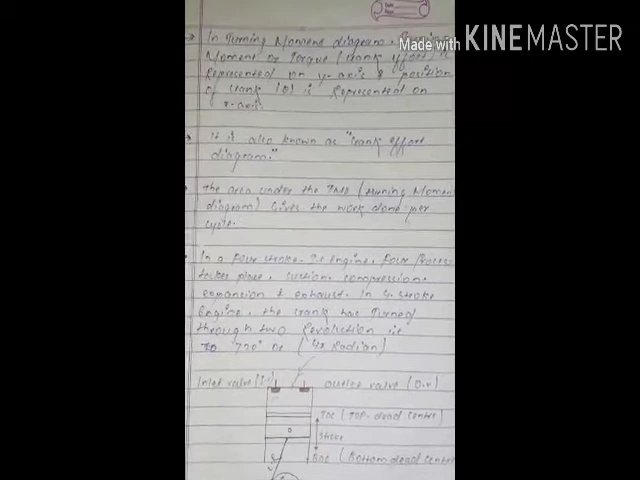 Made with KINEMASTER
In Turning Moment diagram, Turning
Moment or Torque (crank effort) is
Represented on y-axis & position
of crank (θ) is Represented on
x-axis.
It is also known as "crank effort
diagram."
The area under the TMD (Turning Moment
diagram) Gives the work done per
cycle.
In a four stroke I.C engine, four process
takes place, suction, compression,
expansion & exhaust. In 4-stroke
Engine, the crank has turned
through two Revolution ie
to 720° or (4π Radian)
Inlet valve (I.V) outlet valve (O.V)
TDC (Top-dead centre)
stroke
BDC (Bottom dead centre